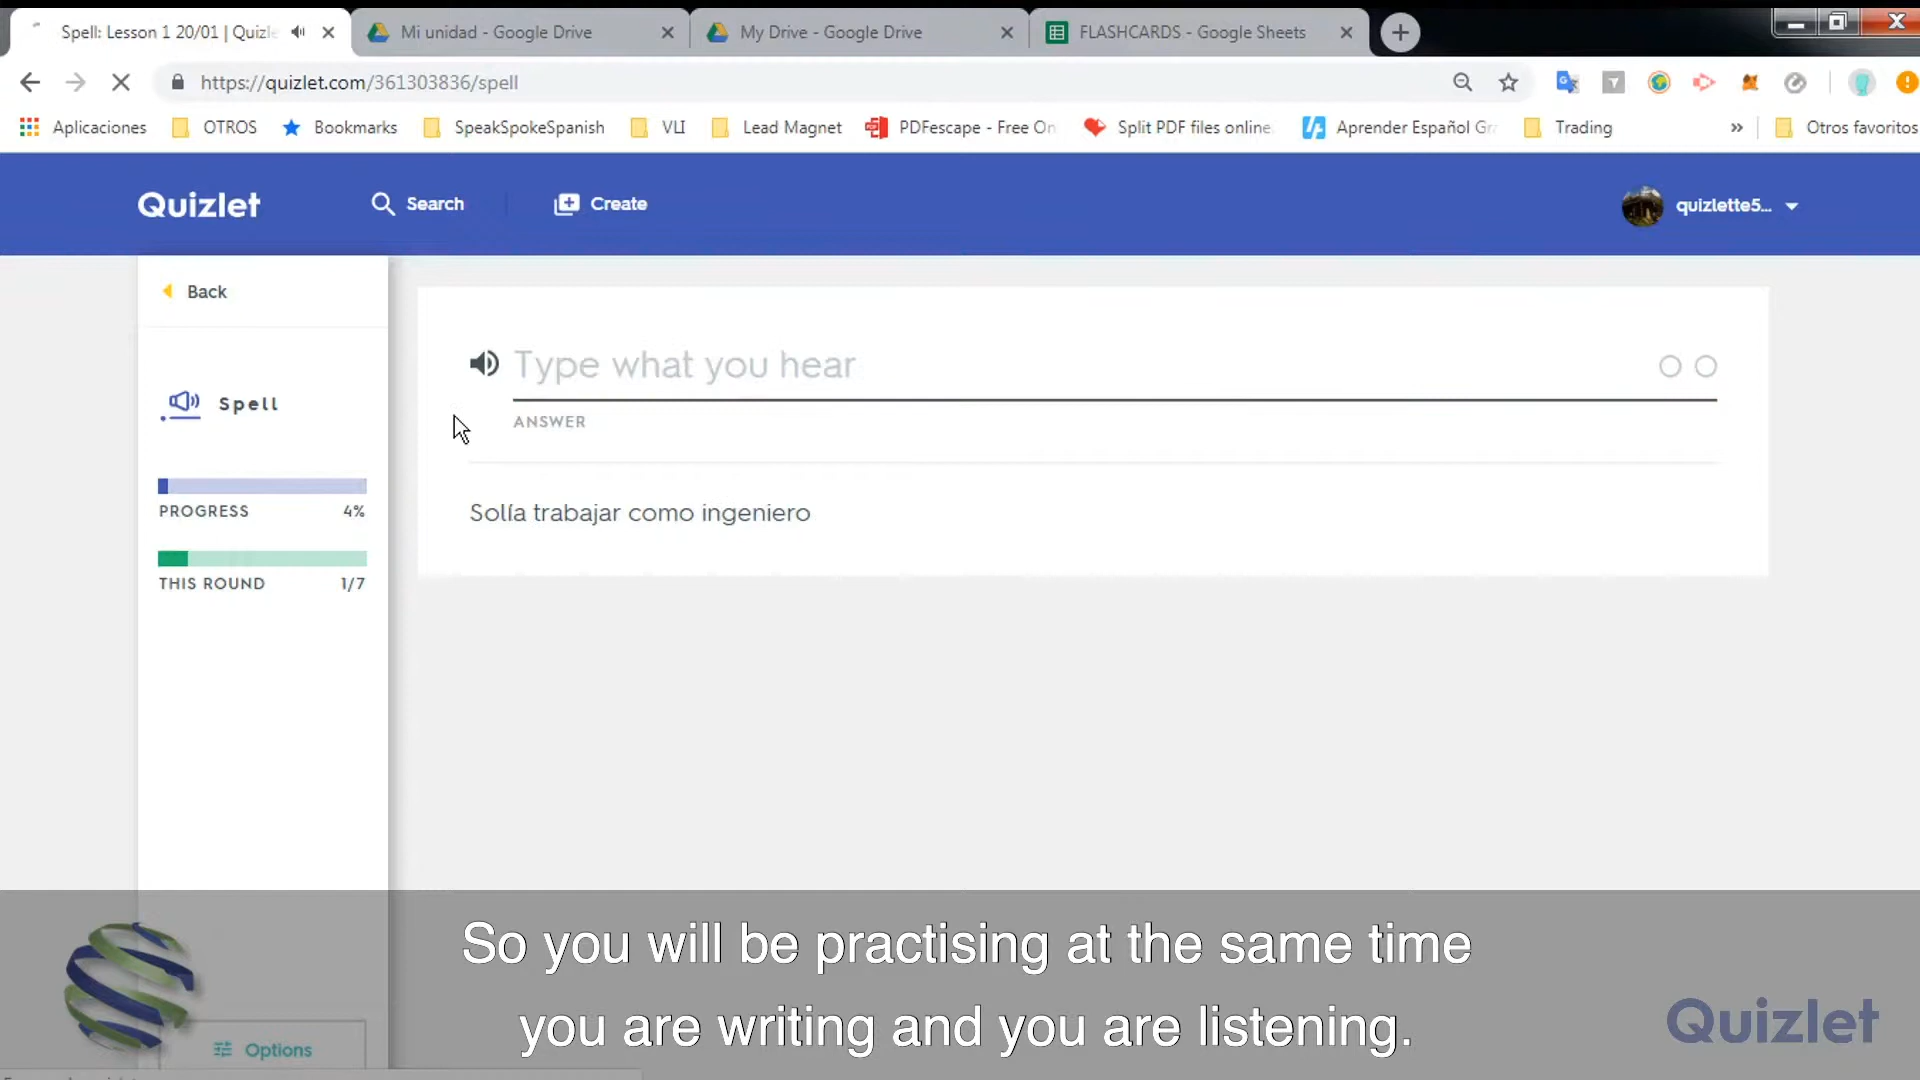 Spell: Lesson 1 20/01 | Quizle
Mi unidad - Google Drive
My Drive - Google Drive
FLASHCARDS - Google Sheets
https://quizlet.com/361303836/spell
Aplicaciones
OTROS
Bookmarks
SpeakSpokeSpanish
VLI
Lead Magnet
PDFescape - Free On
Split PDF files online
Aprender Español Gr
Trading
»
Otros favoritos
Quizlet
Search
Create
quizlette5...
Back
Type what you hear
ANSWER
Spell
PROGRESS 4%
THIS ROUND 1/7
Solía trabajar como ingeniero
So you will be practising at the same time
you are writing and you are listening.
Options
Quizlet